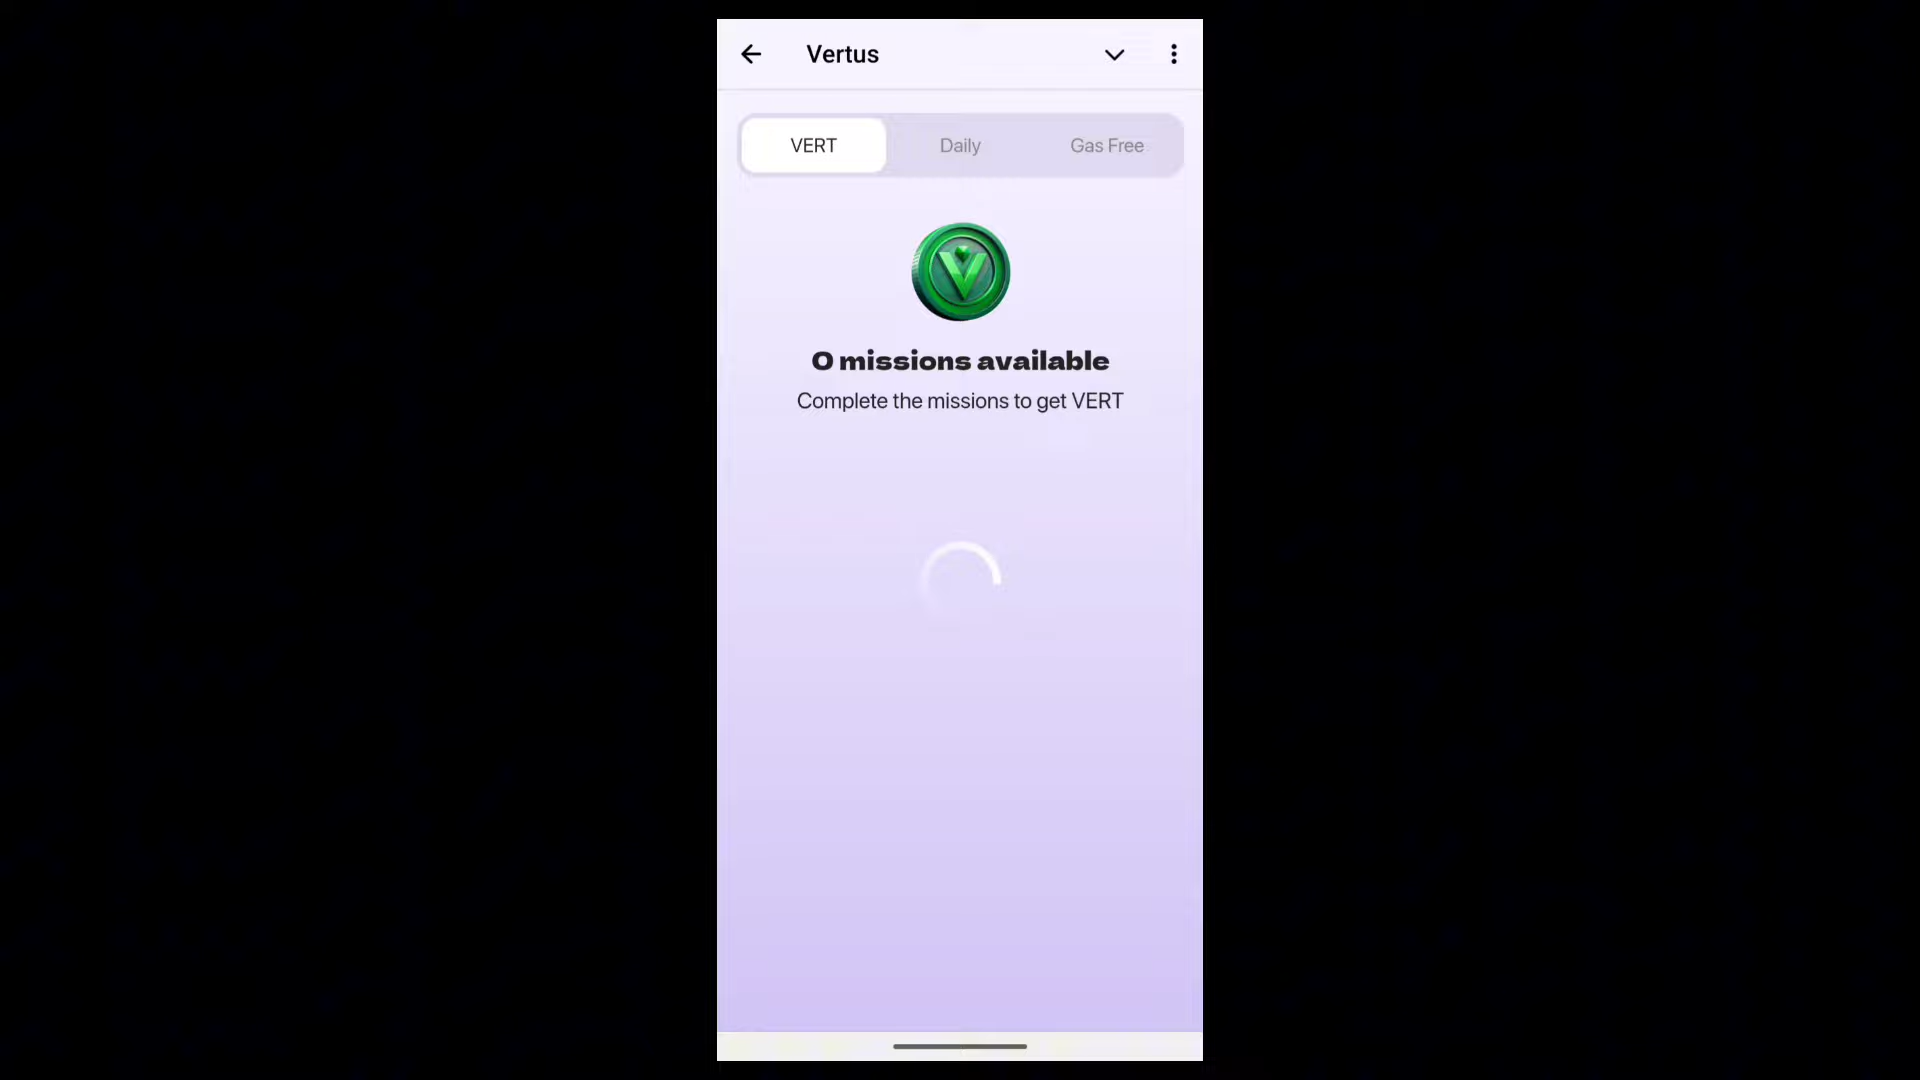 Vertus
VERT
Daily
Gas Free
0 missions available
Complete the missions to get VERT